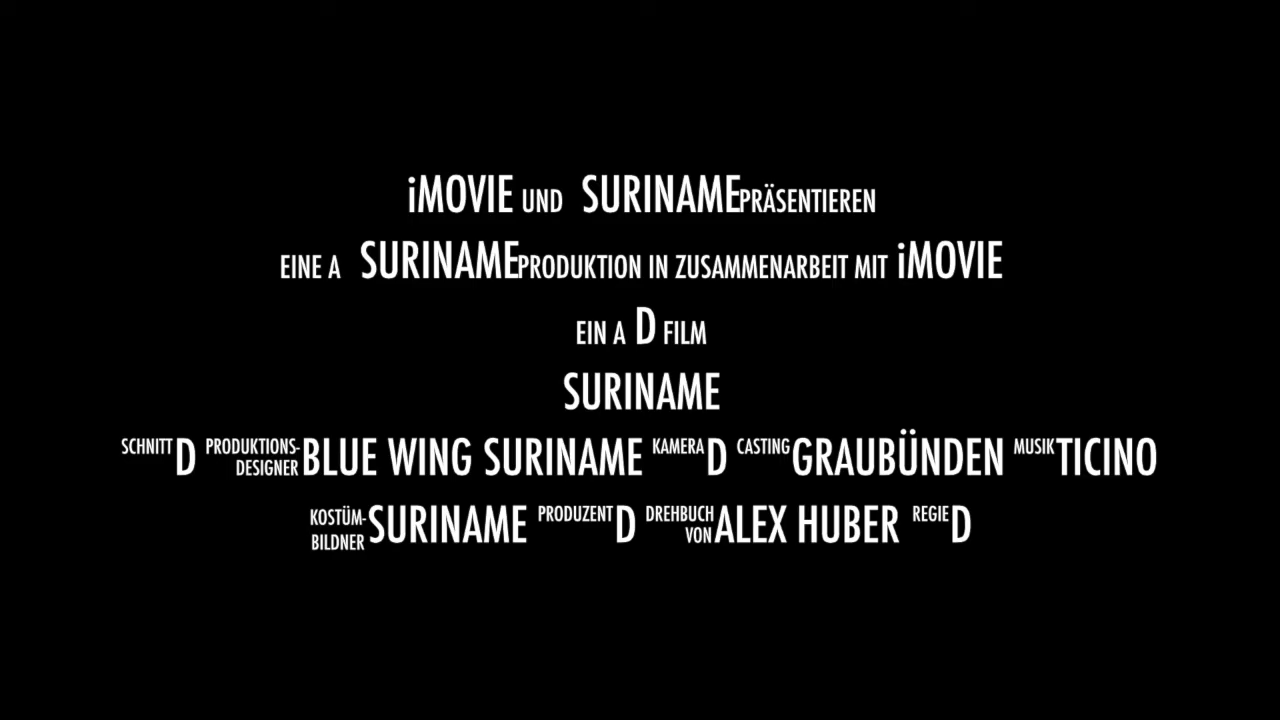 iMOVIE UND SURINAME PRÄSENTIEREN
EINE A SURINAME PRODUKTION IN ZUSAMMENARBEIT MIT iMOVIE
EIN A D FILM
SURINAME
SCHNITT D PRODUKTIONS-DESIGNER BLUE WING SURINAME KAMERA D CASTING GRAUBÜNDEN MUSIK TICINO
KOSTÜM-BILDNER SURINAME PRODUZENT D DREHBUCH VON ALEX HUBER REGIE D